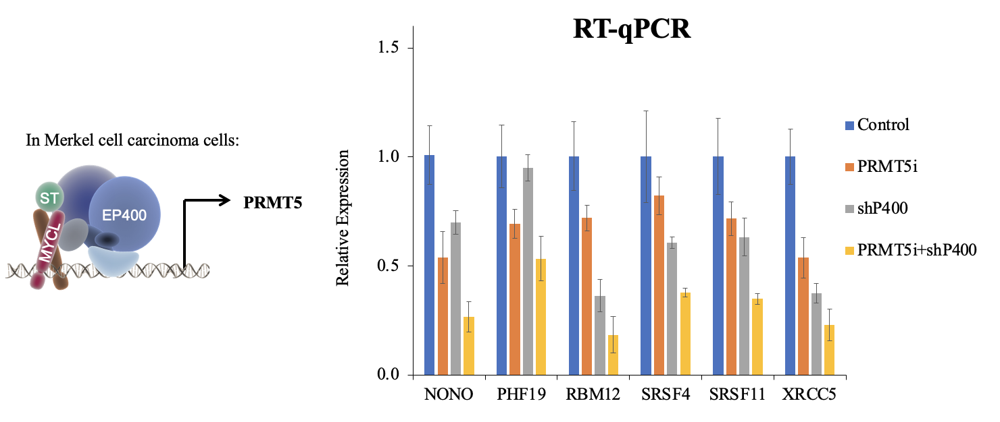 RT-qPCR
In Merkel cell carcinoma cells:
ST
MYCL
EP400
PRMT5
Relative Expression
1.5
1.0
0.5
0.0
NONO
PHF19
RBM12
SRSF4
SRSF11
XRCC5
Control
PRMT5i
shP400
PRMT5i+shP400